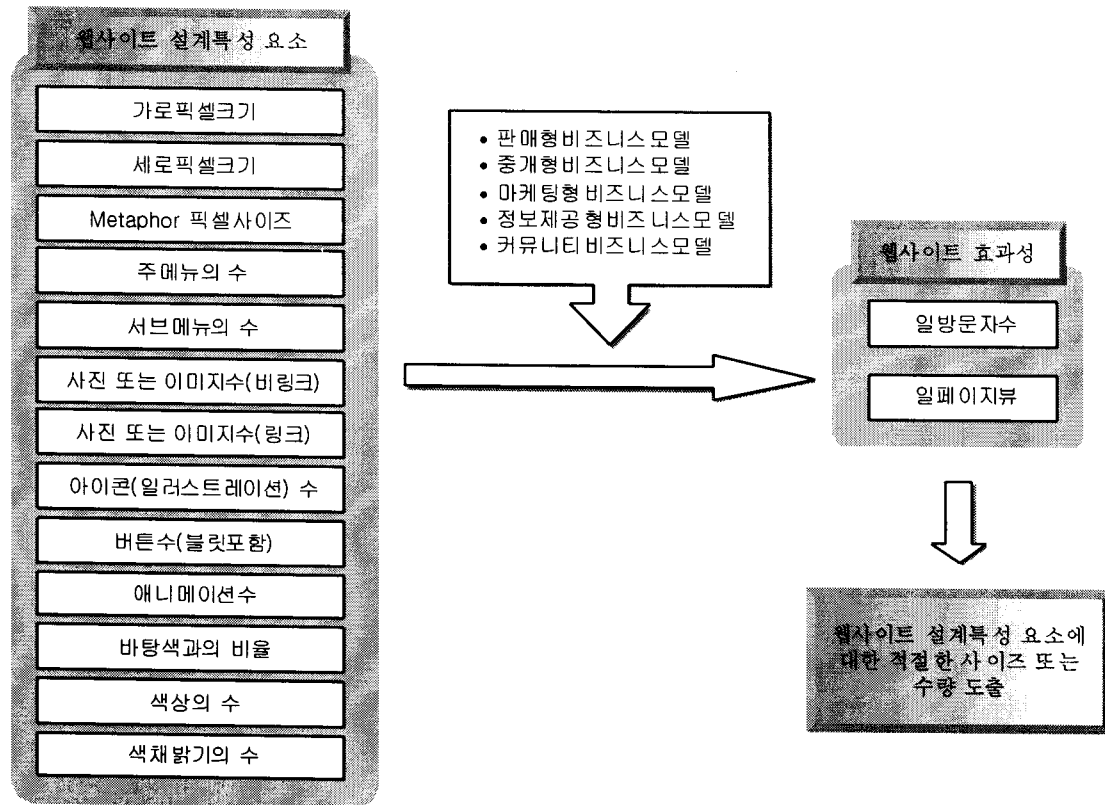 웹사이트 설계특성 요소
가로픽셀크기
세로픽셀크기
Metaphor 픽셀사이즈
주메뉴의 수
서브메뉴의 수
사진 또는 이미지수(비링크)
사진 또는 이미지수(링크)
아이콘(일러스트레이션) 수
버튼수(불릿포함)
애니메이션수
바탕색과의 비율
색상의 수
색채밝기의 수
• 판매형비즈니스모델
• 중개형비즈니스모델
• 마케팅형비즈니스모델
• 정보제공형비즈니스모델
• 커뮤니티비즈니스모델
웹사이트 효과성
일방문자수
일페이지뷰
웹사이트 설계특성 요소에
대한 적절한 사이즈 또는
수량 도출